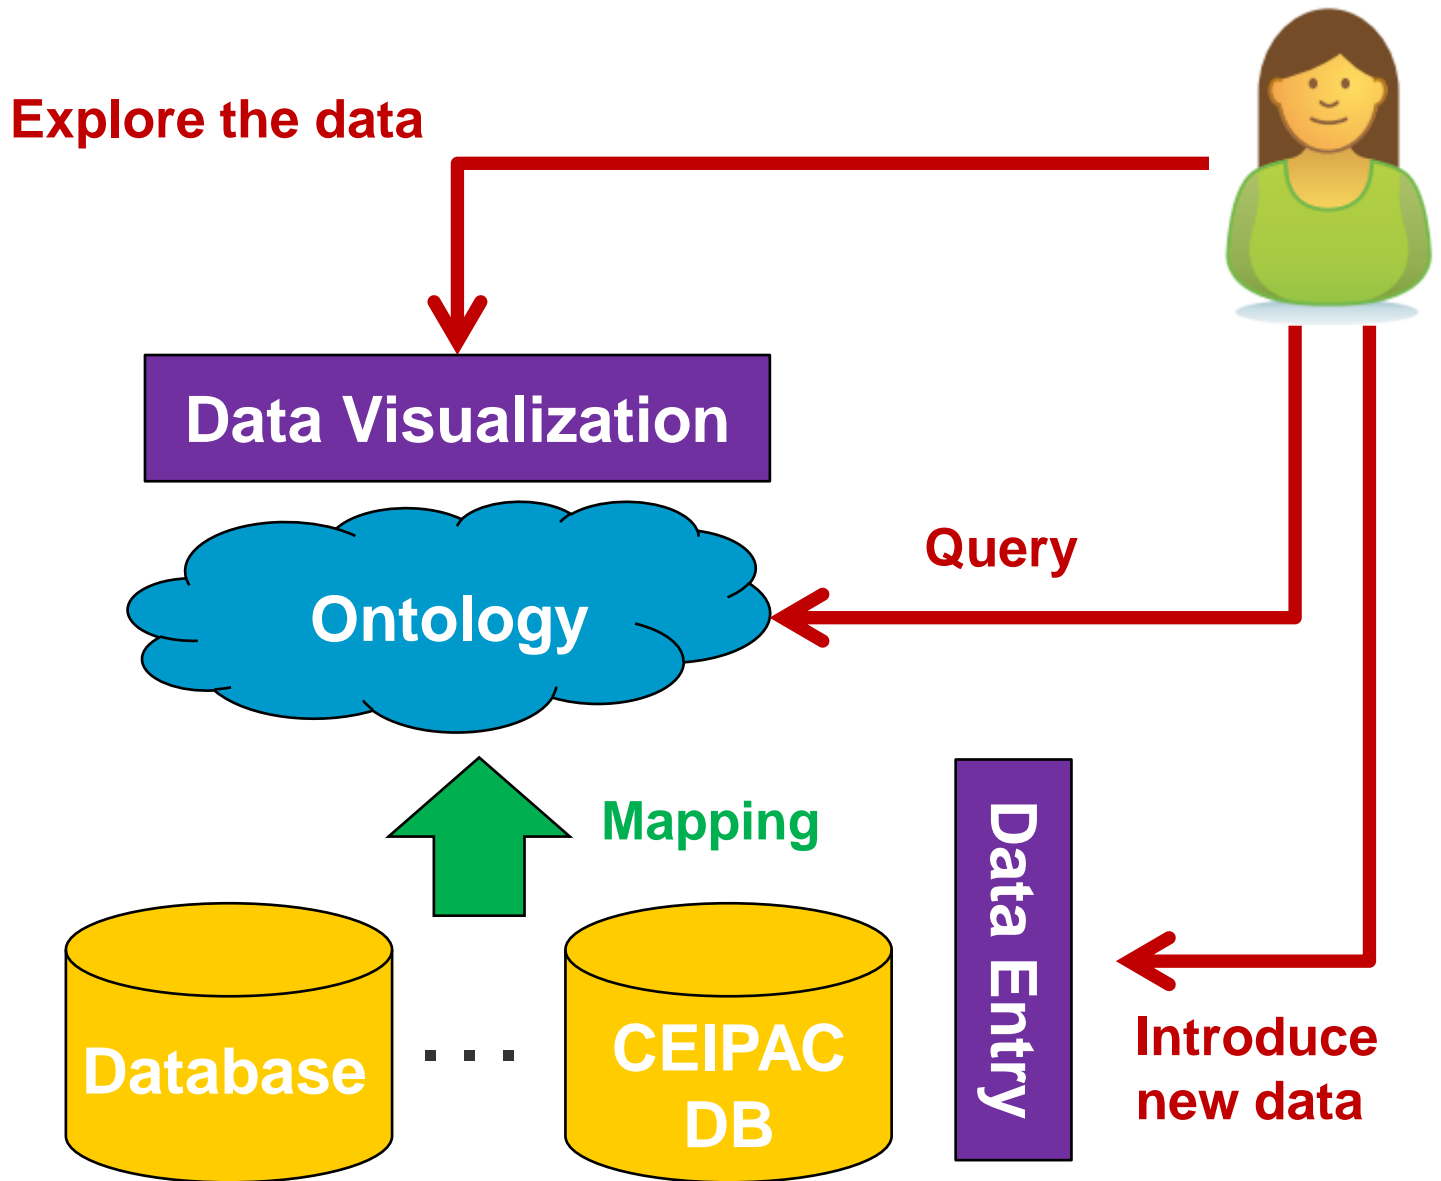 Explore the data
Data Visualization
Query
Ontology
Mapping
Data Entry
Database
. . .
CEIPAC
DB
Introduce
new data